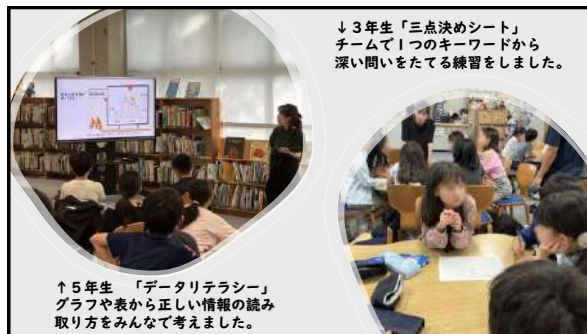 ↓３年生「三点決めシート」
チームで１つのキーワードから
深い問いをたてる練習をしました。
↑５年生　「データリテラシー」
グラフや表から正しい情報の読み
取り方をみんなで考えました。